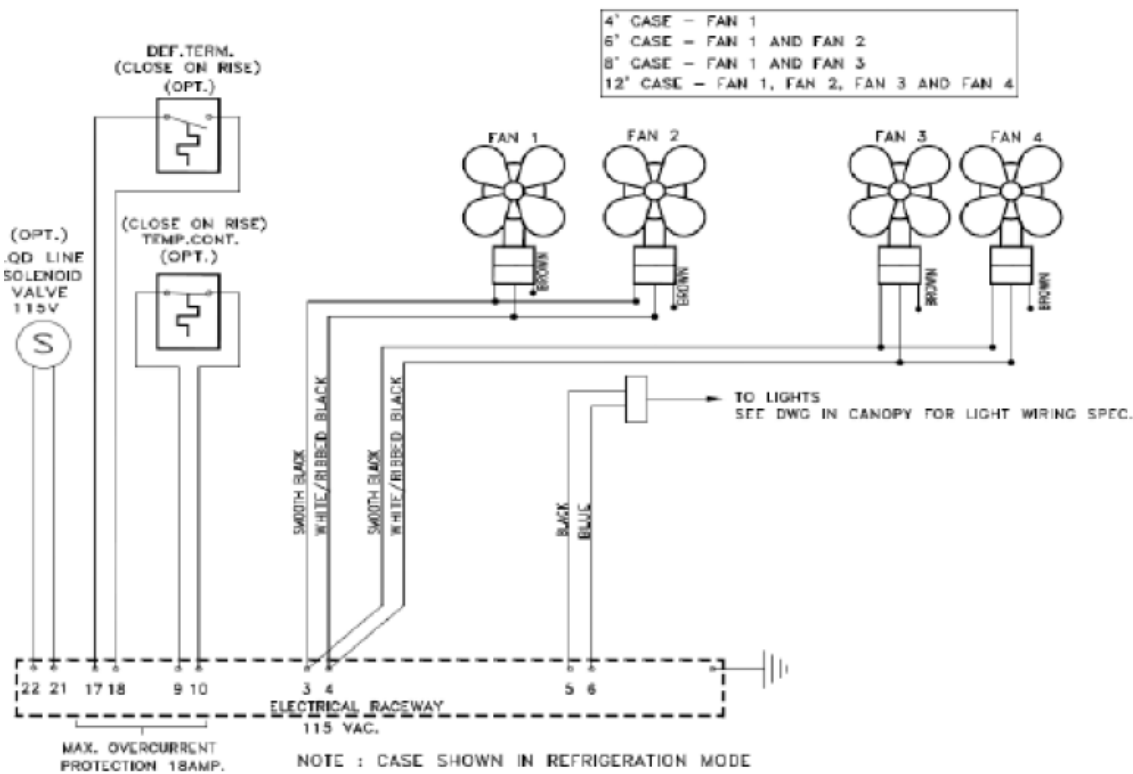 4' CASE – FAN 1
6' CASE – FAN 1 AND FAN 2
8' CASE – FAN 1 AND FAN 3
12' CASE – FAN 1, FAN 2, FAN 3 AND FAN 4
DEF.TERM.
(CLOSE ON RISE)
(OPT.)
FAN 1
FAN 2
FAN 3
FAN 4
(CLOSE ON RISE)
TEMP.CONT.
(OPT.)
(OPT.)
.QD LINE
SOLENOID
VALVE
115V
S
BROWN
BROWN
BROWN
BROWN
TO LIGHTS
SEE DWG IN CANOPY FOR LIGHT WIRING SPEC.
SMOOTH BLACK
WHITE/RIBBED BLACK
SMOOTH BLACK
WHITE/RIBBED BLACK
BLACK
BLUE
22 21 17 18 9 10 3 4 5 6
ELECTRICAL RACEWAY
115 VAC.
MAX. OVERCURRENT
PROTECTION 18AMP.
NOTE : CASE SHOWN IN REFRIGERATION MODE